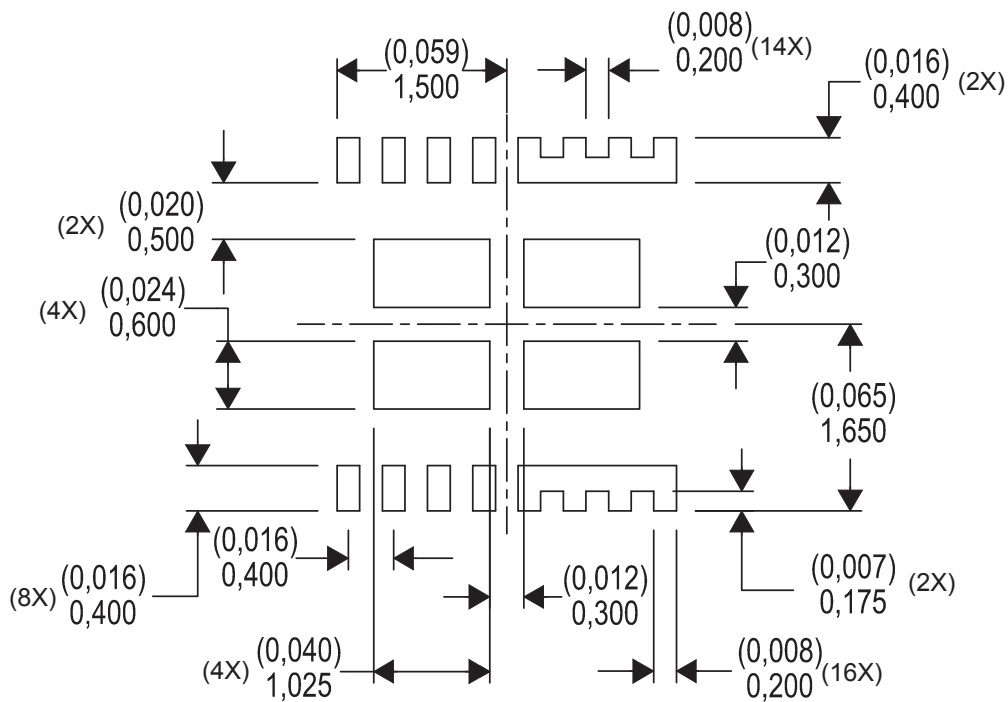 (0,059)
1,500
(0,008)
0,200 (14X)
(0,016)
0,400 (2X)
(2X) (0,020)
0,500
(0,012)
0,300
(4X) (0,024)
0,600
(0,065)
1,650
(0,016)
0,400
(8X) (0,016)
0,400
(0,012)
0,300
(0,007)
0,175 (2X)
(4X) (0,040)
1,025
(0,008)
0,200 (16X)